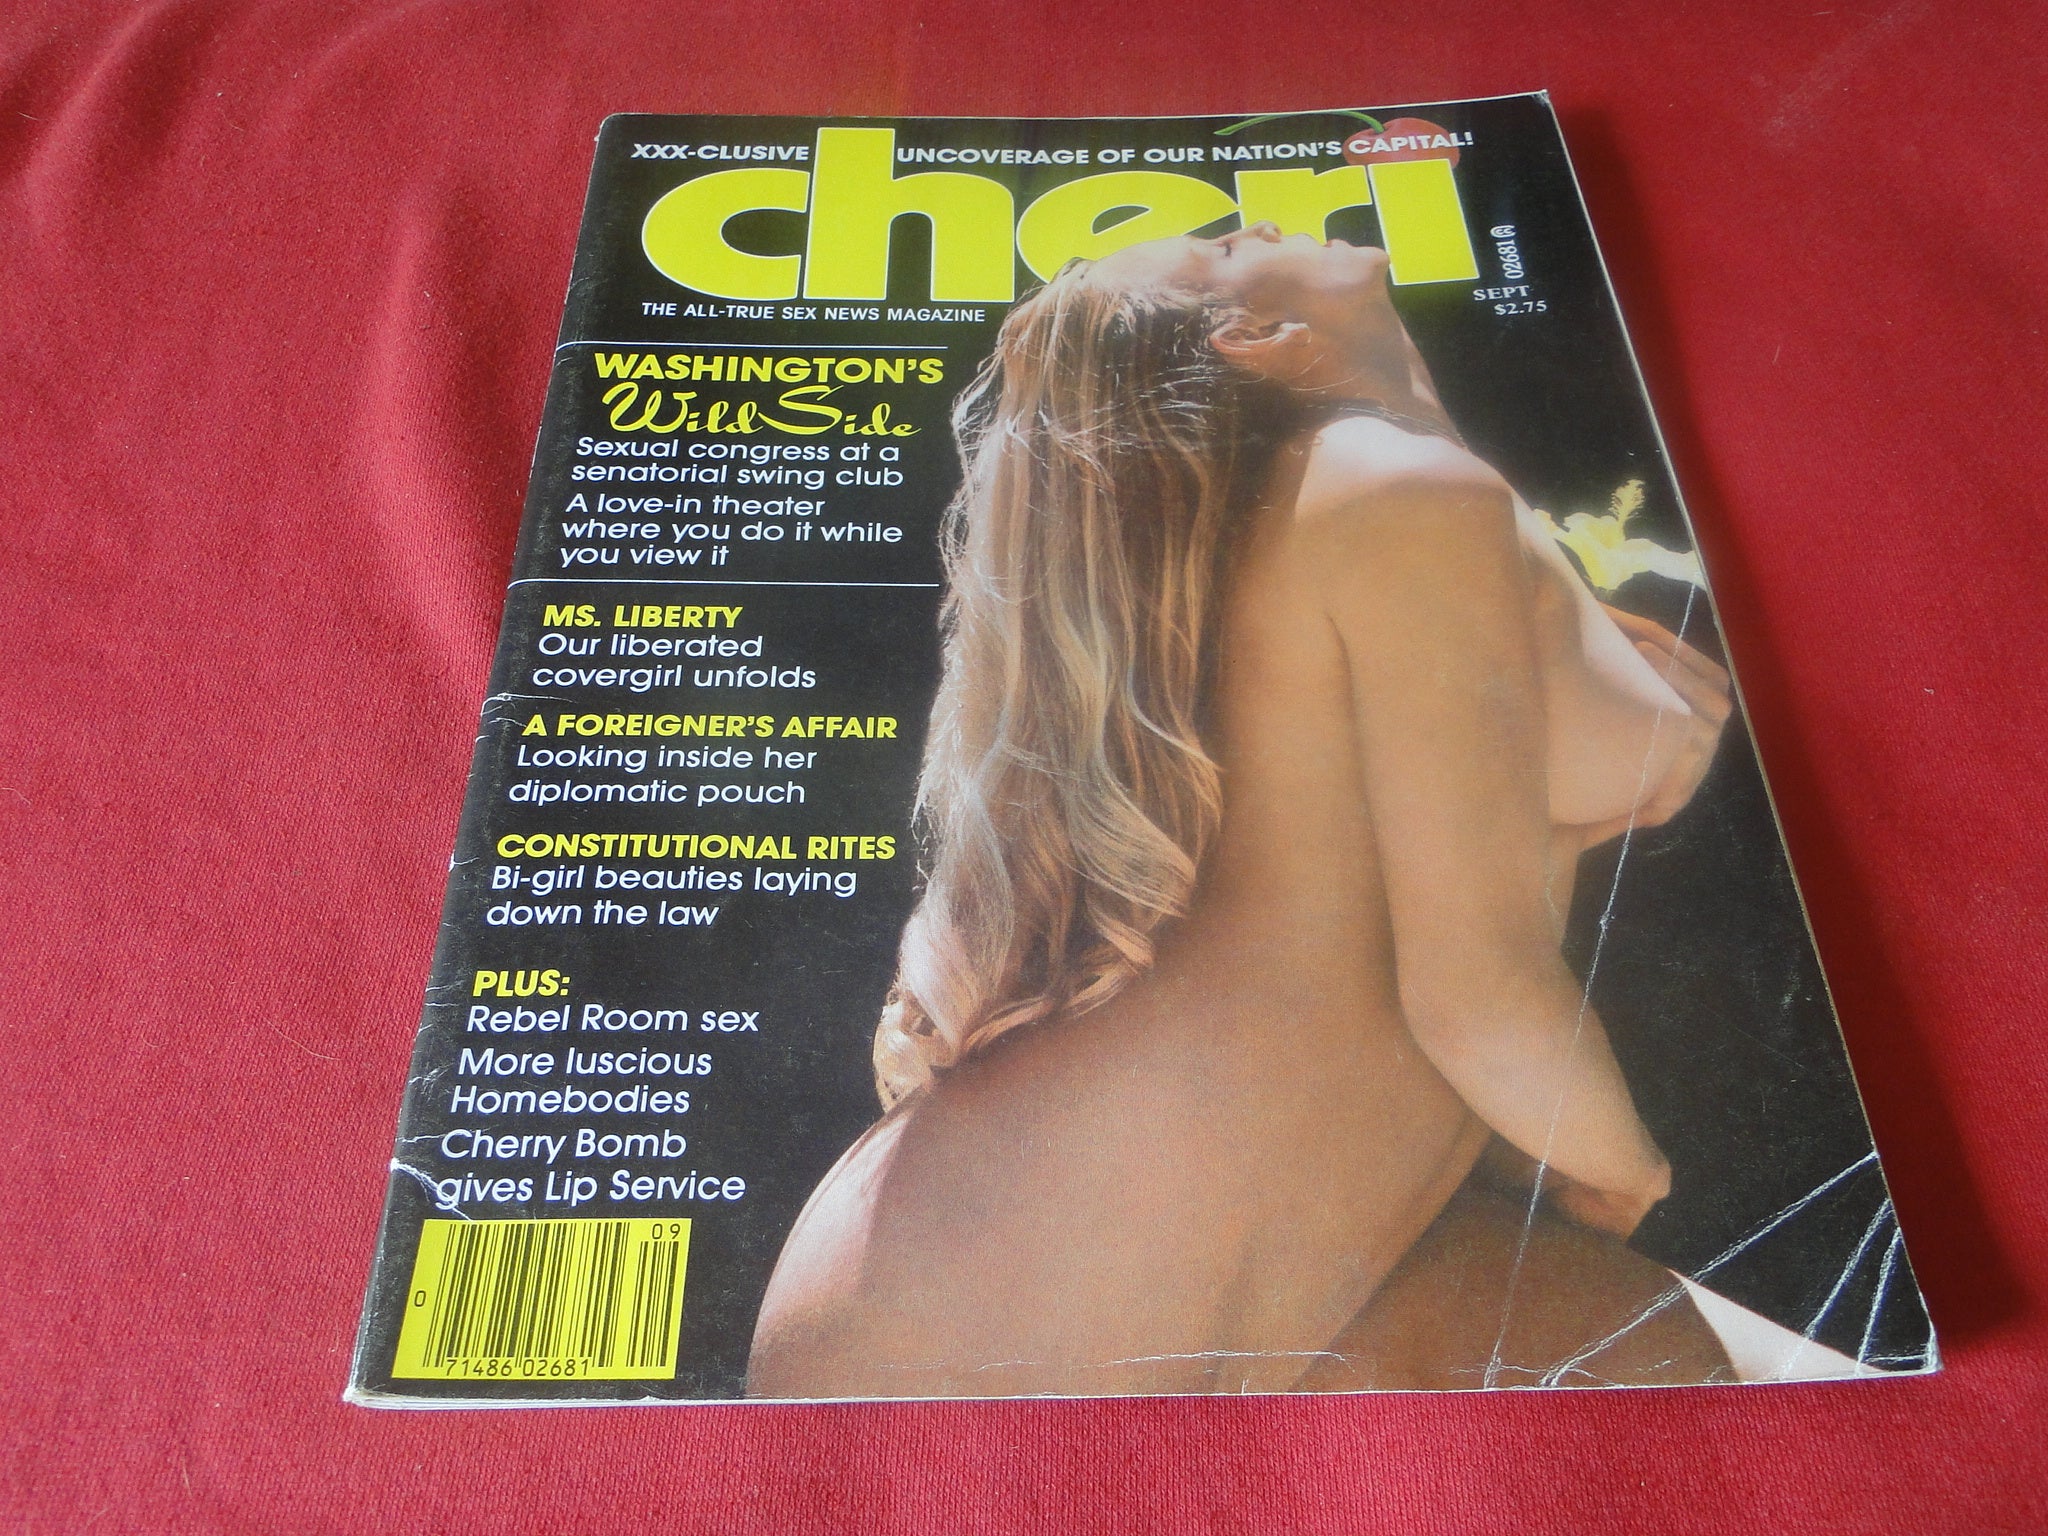 XXX-CLUSIVE UNCOVERAGE OF OUR NATION'S CAPITAL!
cheri
THE ALL-TRUE SEX NEWS MAGAZINE
02681
SEPT
$2.75
WASHINGTON'S
Wild Side
Sexual congress at a
senatorial swing club
A love-in theater
where you do it while
you view it
MS. LIBERTY
Our liberated
covergirl unfolds
A FOREIGNER'S AFFAIR
Looking inside her
diplomatic pouch
CONSTITUTIONAL RITES
Bi-girl beauties laying
down the law
PLUS:
Rebel Room sex
More luscious
Homebodies
Cherry Bomb
gives Lip Service
09
0
71486 02681